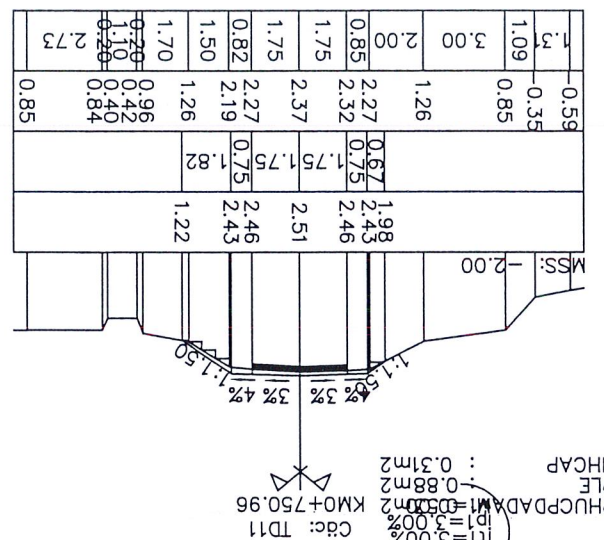 it1=3.00%
ip1=3.00%
Cọc: TD11
KM0+750.96
: -0.88m2
: 0.31m2
4% 3% 3% 4%
1:1.50 1:1.50
MSS: -2.00
1.98 2.43 2.46 2.51 2.46 2.43 1.22
0.67 0.75 1.75 1.75 0.75 1.82
-0.59 -0.35 0.85 1.26 2.27 2.32 2.37 2.27 2.19 1.26 0.96 0.42 0.40 0.84 0.85
1.31 1.09 3.00 2.00 0.85 1.75 1.75 0.82 1.50 1.70 0.20 1.10 0.20 2.73